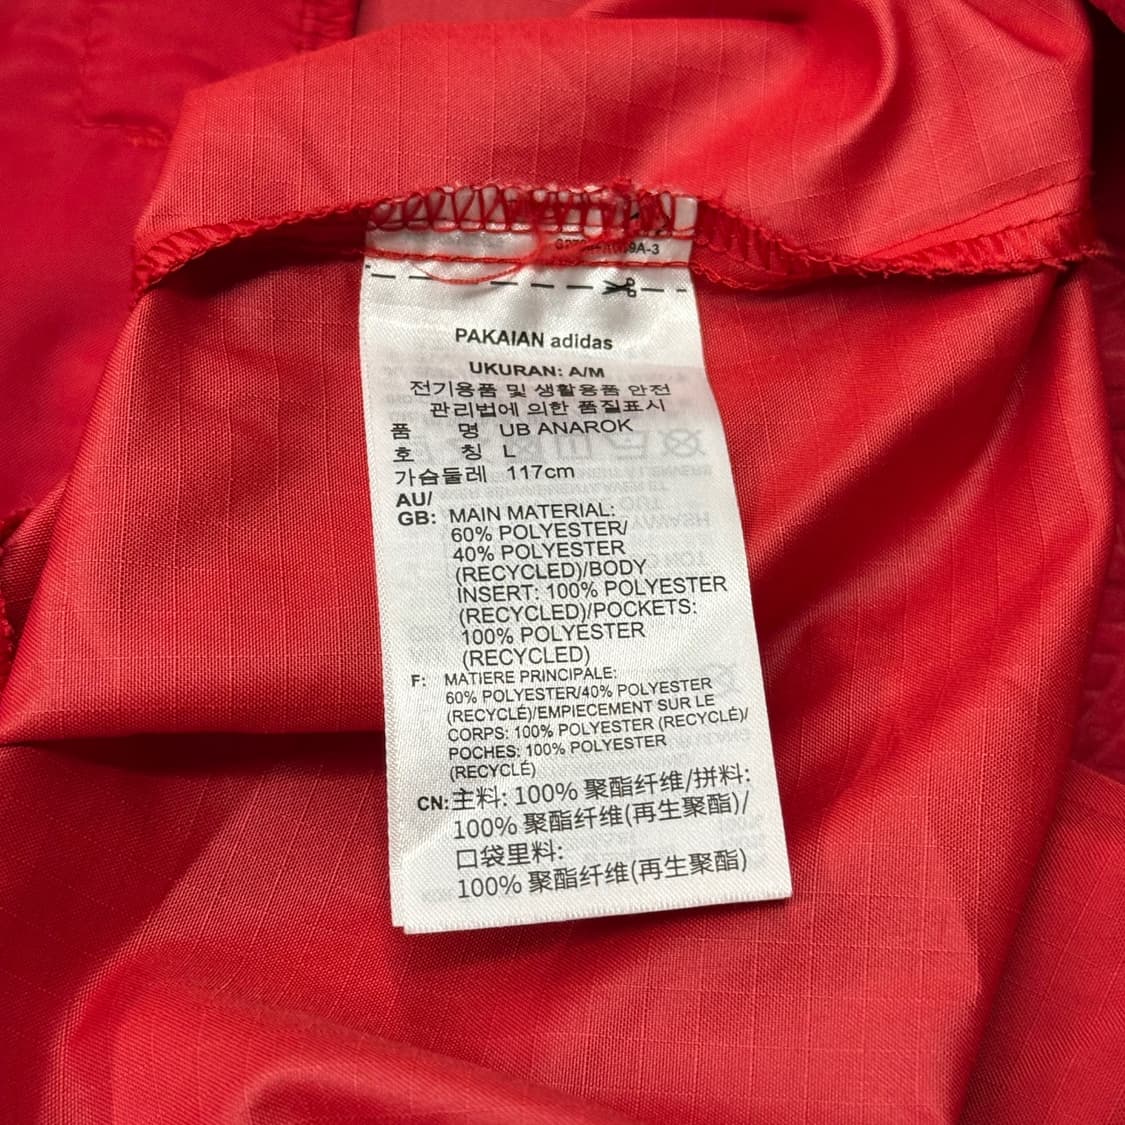 9A-3
PAKAIAN adidas
UKURAN: A/M
전기용품 및 생활용품 안전
관리법에 의한 품질표시
품 명 UB ANAROK
호 칭 L
가슴둘레 117cm
AU/
GB: MAIN MATERIAL:
60% POLYESTER/
40% POLYESTER
(RECYCLED)/BODY
INSERT: 100% POLYESTER
(RECYCLED)/POCKETS:
100% POLYESTER
(RECYCLED)
F: MATIERE PRINCIPALE:
60% POLYESTER/40% POLYESTER
(RECYCLÉ)/EMPIECEMENT SUR LE
CORPS: 100% POLYESTER (RECYCLÉ)/
POCHES: 100% POLYESTER
(RECYCLÉ)
CN: 主料: 100% 聚酯纤维/拼料:
100% 聚酯纤维(再生聚酯)/
口袋里料:
100% 聚酯纤维(再生聚酯)